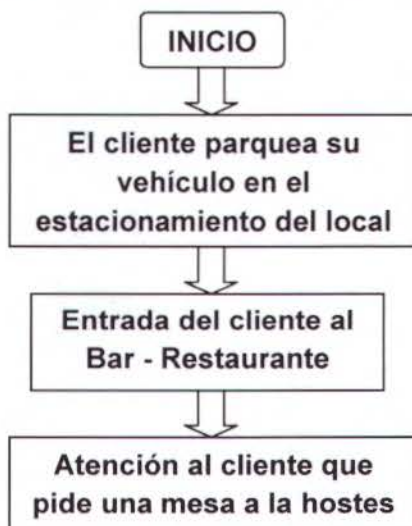 INICIO
El cliente parquea su
vehículo en el
estacionamiento del local
Entrada del cliente al
Bar - Restaurante
Atención al cliente que
pide una mesa a la hostes